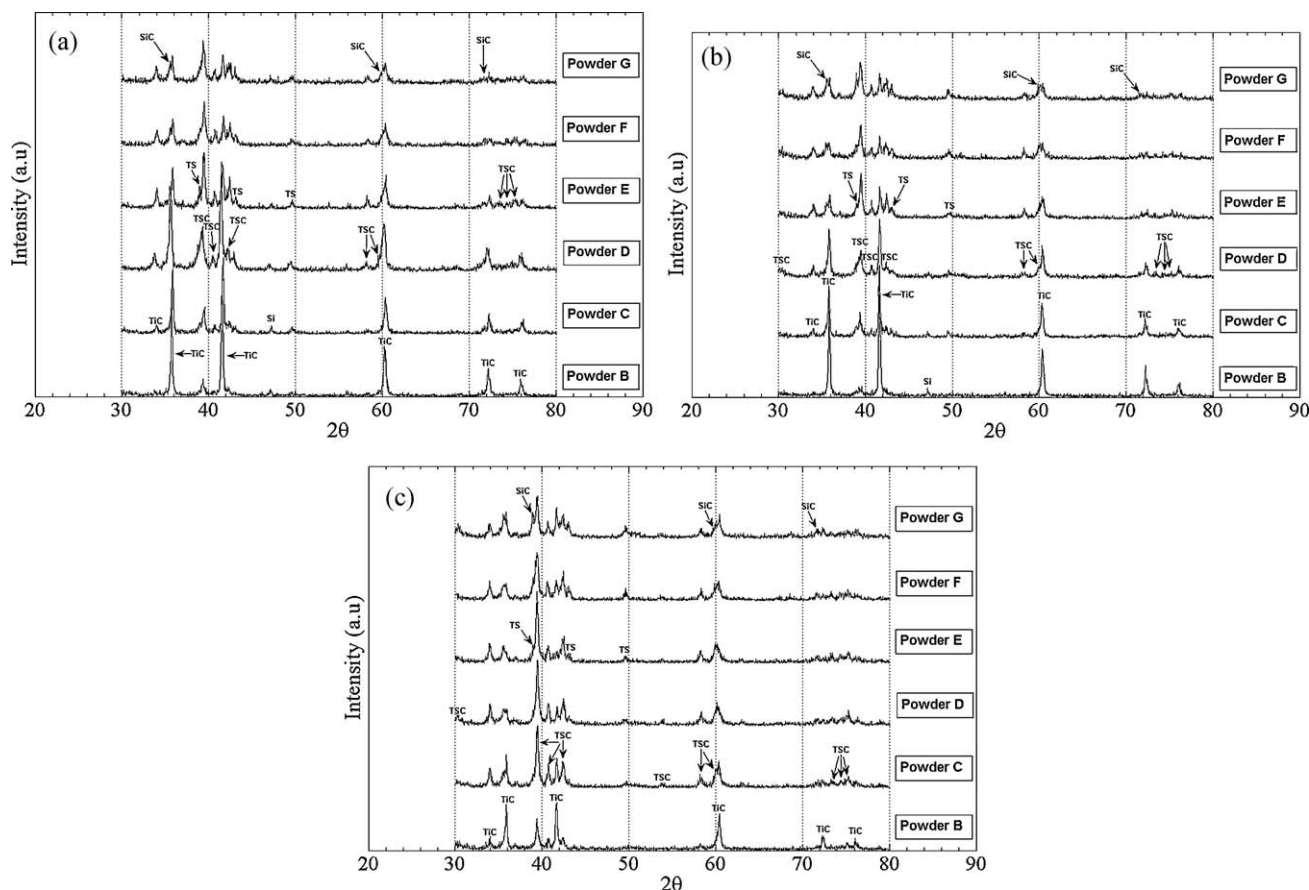 (a)
SiC
SiC
SiC
Powder G
Powder F
TS
TS
TS
TSC
Powder E
TSC
TSC
TSC
TSC
Powder D
TiC
Si
Powder C
TiC
TiC
TiC
TiC
TiC
Powder B
20 30 40 50 60 70 80 90
2θ
Intensity (a.u)
(b)
SiC
SiC
SiC
Powder G
Powder F
TS
TS
TS
Powder E
TSC
TSC
TSC
TSC
TSC
TSC
Powder D
TiC
TiC
TiC
TiC
TiC
TiC
Powder C
Si
Powder B
20 30 40 50 60 70 80 90
2θ
Intensity (a.u)
(c)
SiC
SiC
SiC
Powder G
Powder F
TS
TS
TS
Powder E
TSC
Powder D
TSC
TSC
TSC
TSC
Powder C
TiC
TiC
TiC
TiC
TiC
TiC
Powder B
20 30 40 50 60 70 80 90
2θ
Intensity (a.u)